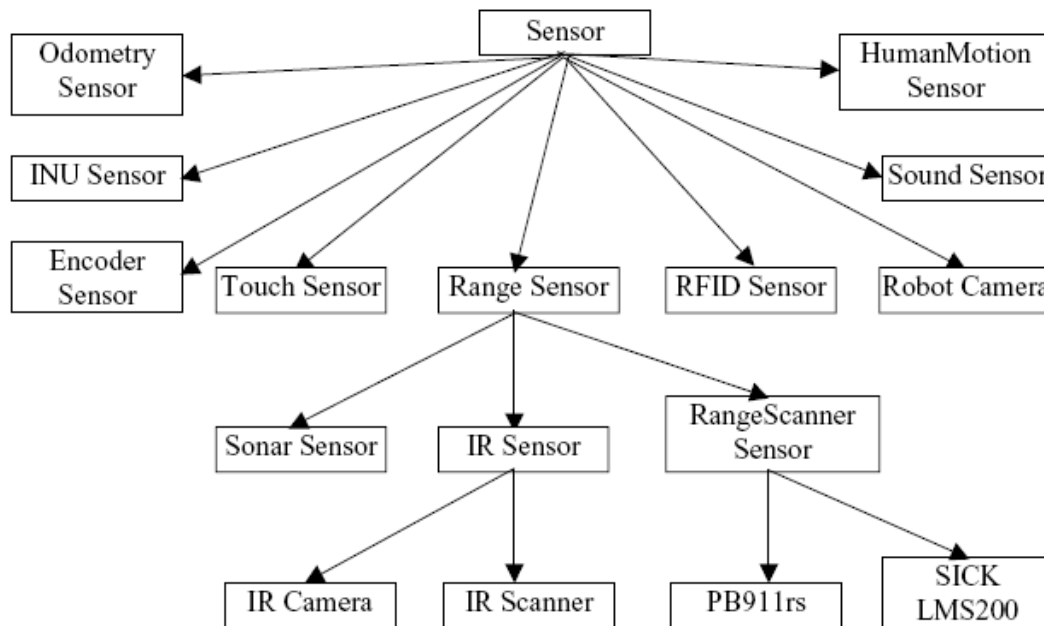 Sensor
Odometry
Sensor
HumanMotion
Sensor
INU Sensor
Sound Sensor
Encoder
Sensor
Touch Sensor
Range Sensor
RFID Sensor
Robot Camera
Sonar Sensor
IR Sensor
RangeScanner
Sensor
IR Camera
IR Scanner
PB911rs
SICK
LMS200